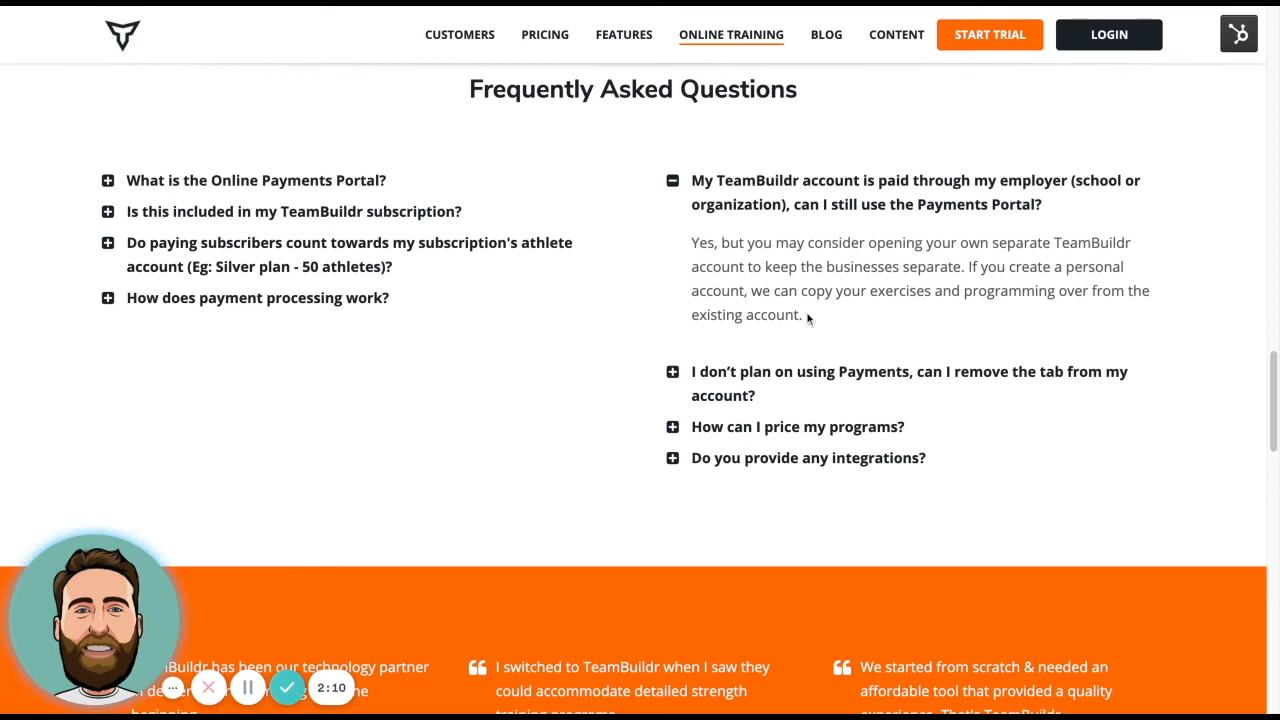 CUSTOMERS PRICING FEATURES ONLINE TRAINING BLOG CONTENT START TRIAL LOGIN
Frequently Asked Questions
What is the Online Payments Portal?
Is this included in my TeamBuildr subscription?
Do paying subscribers count towards my subscription's athlete
account (Eg: Silver plan - 50 athletes)?
How does payment processing work?
My TeamBuildr account is paid through my employer (school or
organization), can I still use the Payments Portal?
Yes, but you may consider opening your own separate TeamBuildr
account to keep the businesses separate. If you create a personal
account, we can copy your exercises and programming over from the
existing account.
I don’t plan on using Payments, can I remove the tab from my
account?
How can I price my programs?
Do you provide any integrations?
has been our technology partner
beginning
2:10
I switched to TeamBuildr when I saw they
could accommodate detailed strength
training programs
We started from scratch & needed an
affordable tool that provided a quality
experience. That's TeamBuildr